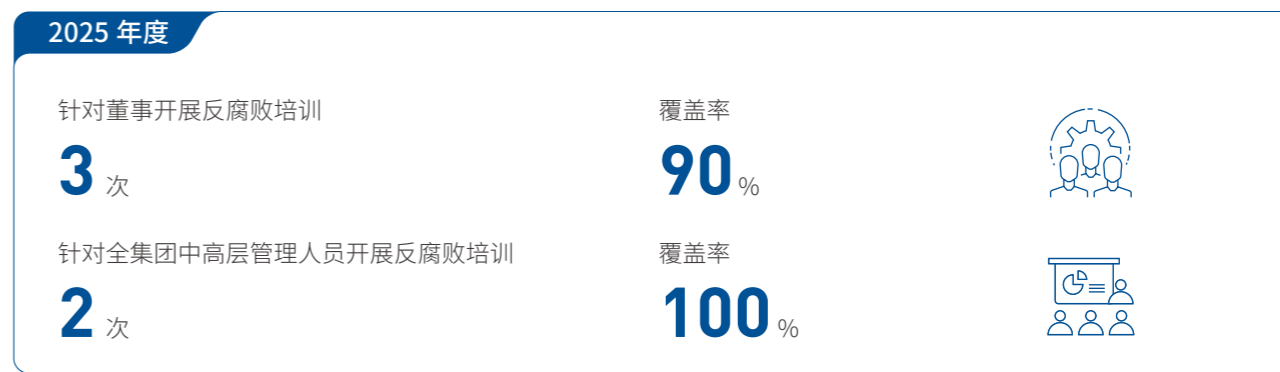 2025 年度
针对董事开展反腐败培训
覆盖率
3 次
90 %
针对全集团中高层管理人员开展反腐败培训
覆盖率
2 次
100 %